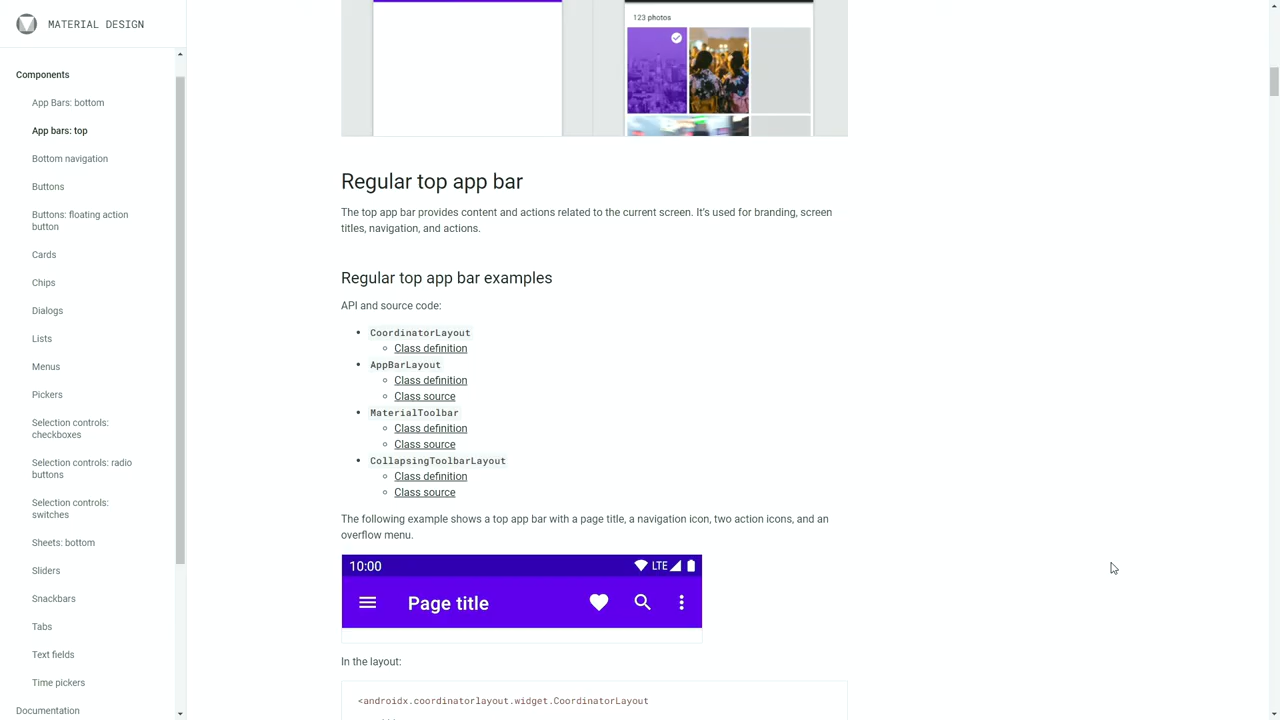 MATERIAL DESIGN
Components
App Bars: bottom
App bars: top
Bottom navigation
Buttons
Buttons: floating action
button
Cards
Chips
Dialogs
Lists
Menus
Pickers
Selection controls:
checkboxes
Selection controls: radio
buttons
Selection controls:
switches
Sheets: bottom
Sliders
Snackbars
Tabs
Text fields
Time pickers
Documentation
123 photos
Regular top app bar
The top app bar provides content and actions related to the current screen. It’s used for branding, screen
titles, navigation, and actions.
Regular top app bar examples
API and source code:
CoordinatorLayout
Class definition
AppBarLayout
Class definition
Class source
MaterialToolbar
Class definition
Class source
CollapsingToolbarLayout
Class definition
Class source
The following example shows a top app bar with a page title, a navigation icon, two action icons, and an
overflow menu.
10:00 LTE
Page title
In the layout:
<androidx.coordinatorlayout.widget.CoordinatorLayout